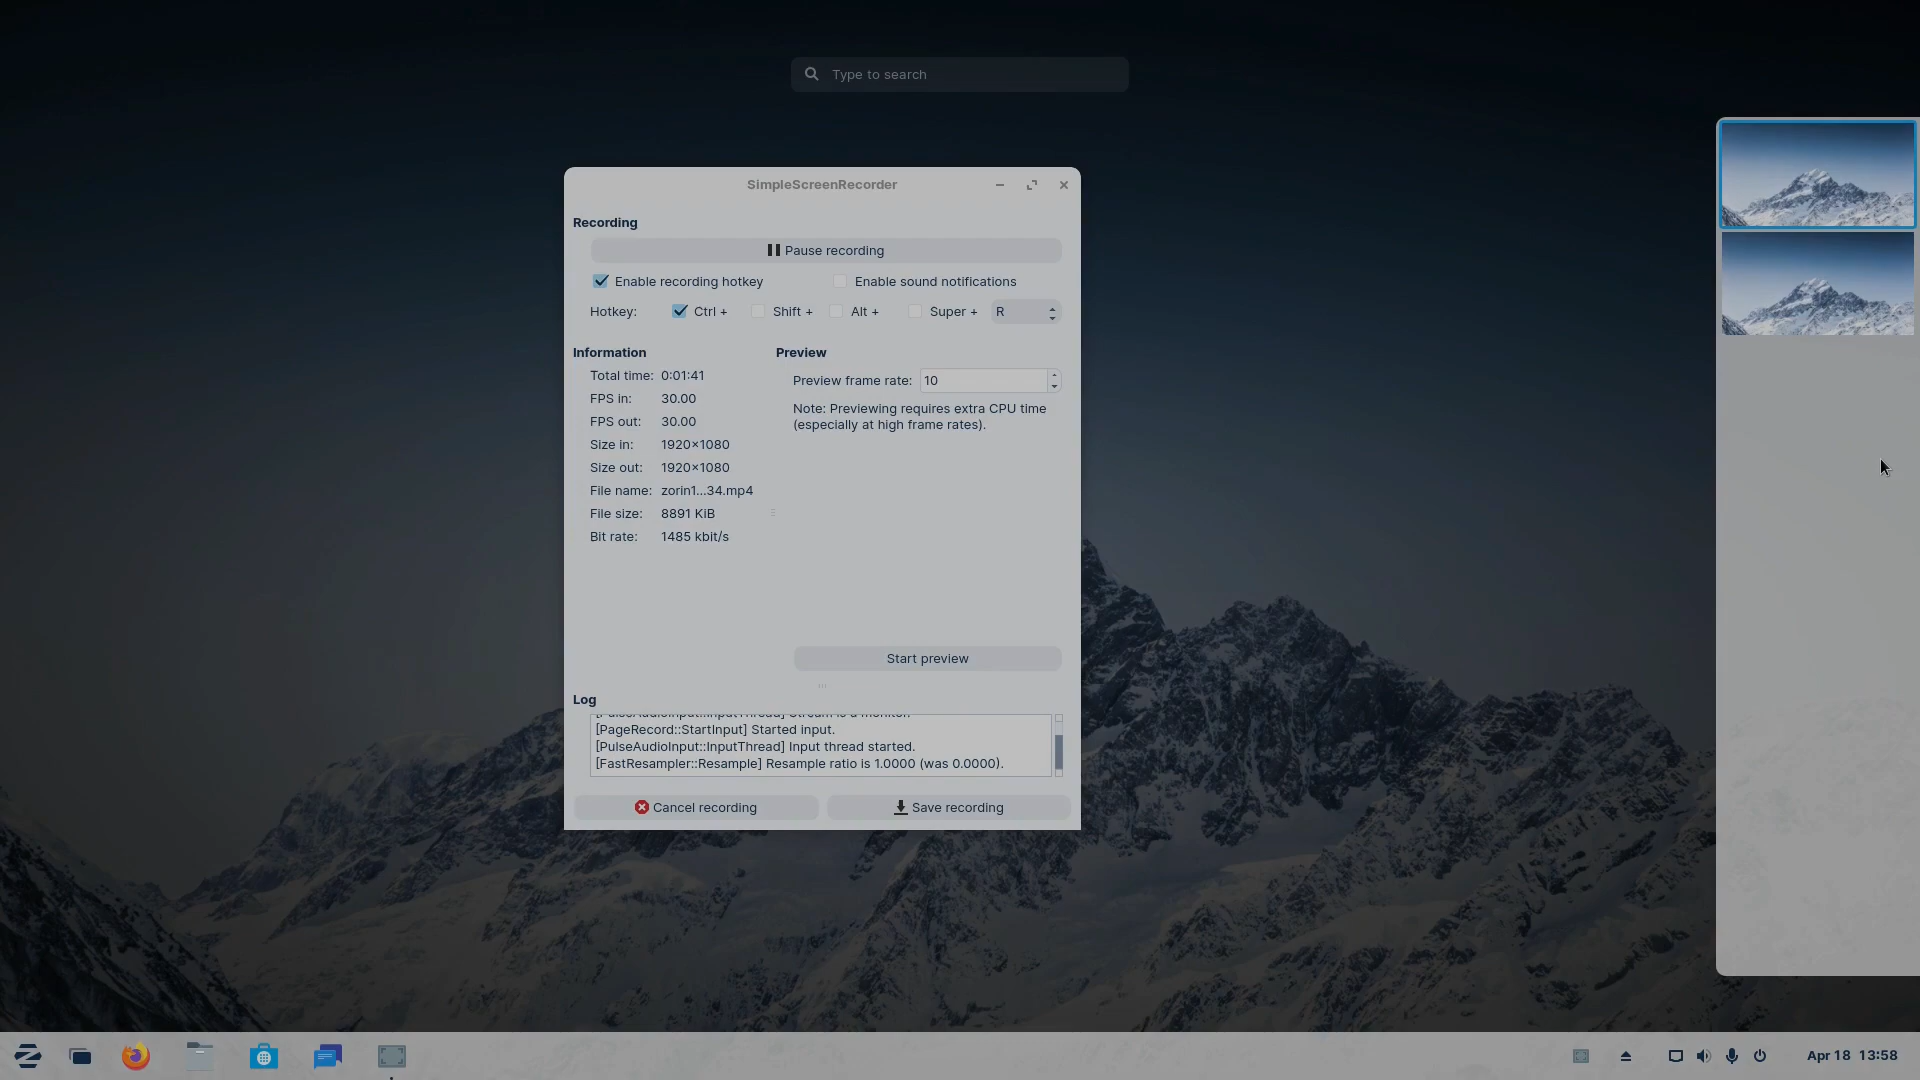 Type to search
SimpleScreenRecorder
Recording
Pause recording
Enable recording hotkey
Enable sound notifications
Hotkey: Ctrl + Shift + Alt + Super + R
Information
Total time: 0:01:41
FPS in: 30.00
FPS out: 30.00
Size in: 1920×1080
Size out: 1920×1080
File name: zorin1...34.mp4
File size: 8891 KiB
Bit rate: 1485 kbit/s
Preview
Preview frame rate: 10
Note: Previewing requires extra CPU time
(especially at high frame rates).
Start preview
Log
[PulseAudioInput::InputThread] Stream is a monitor.
[PageRecord::StartInput] Started input.
[PulseAudioInput::InputThread] Input thread started.
[FastResampler::Resample] Resample ratio is 1.0000 (was 0.0000).
Cancel recording
Save recording
Apr 18 13:58